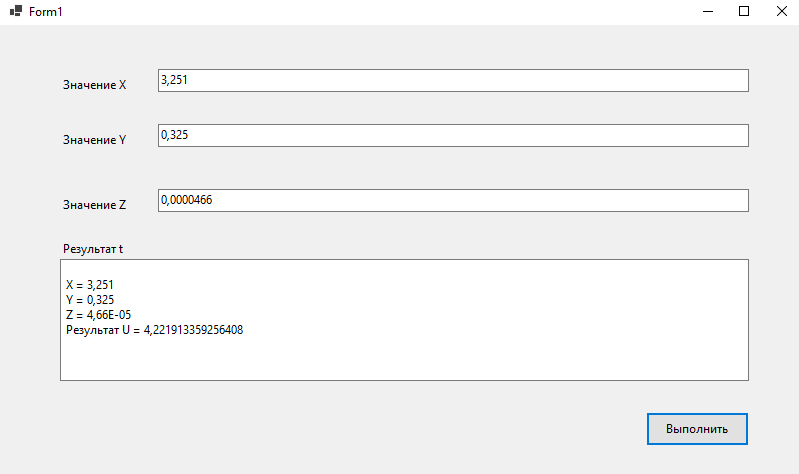 Form1
Значение X 3,251
Значение Y 0,325
Значение Z 0,0000466
Результат t
X = 3,251
Y = 0,325
Z = 4,66E-05
Результат U = 4,221913359256408
Выполнить